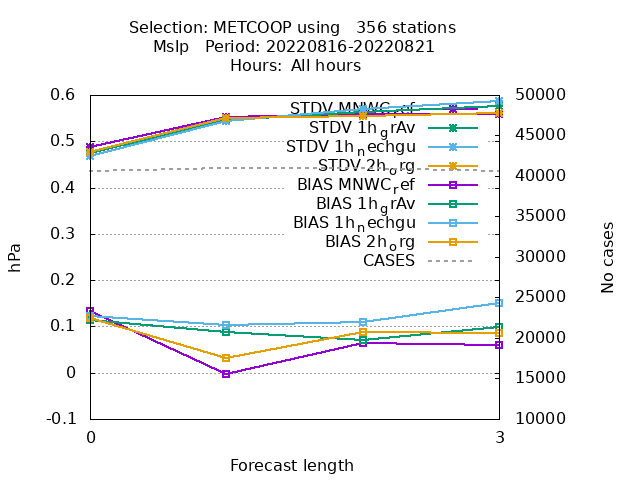 Selection: METCOOP using   356 stations
Mslp   Period: 20220816-20220821
Hours:  All hours
0.6
0.5
0.4
0.3
0.2
0.1
0
-0.1
hPa
50000
45000
40000
35000
30000
25000
20000
15000
10000
No cases
STDV MNWC_ref
STDV 1h_grAv
STDV 1h_nechgu
STDV 2h_org
BIAS MNWC_ref
BIAS 1h_grAv
BIAS 1h_nechgu
BIAS 2h_org
CASES
0
3
Forecast length